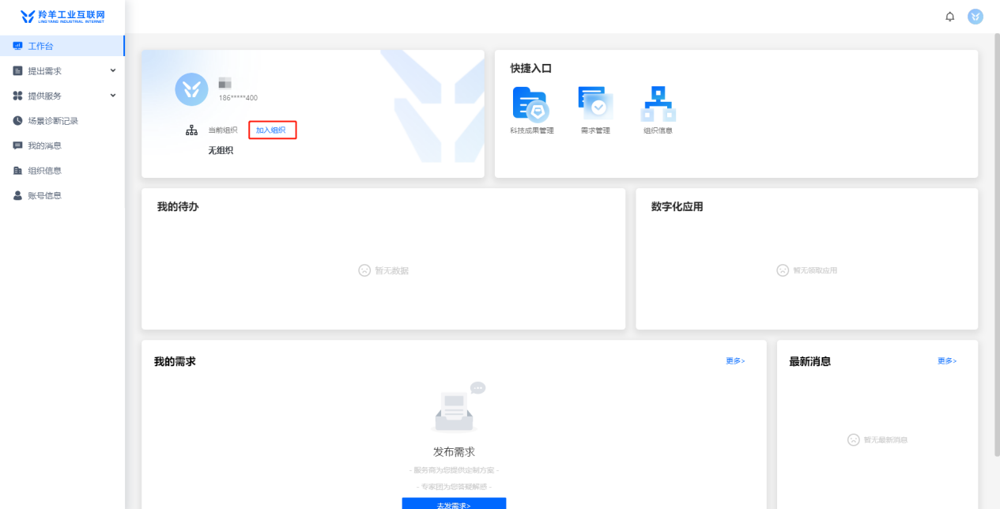 羚羊工业互联网
LINGYANG INDUSTRIAL INTERNET
工作台
提出需求
提供服务
场景诊断记录
我的消息
组织信息
账号信息
186*****400
当前组织 加入组织
无组织
快捷入口
科技成果管理 需求管理 组织信息
我的待办
暂无数据
数字化应用
暂无领取应用
我的需求 更多>
发布需求
- 服务商为您提供定制方案 -
- 专家团为您答疑解惑 -
去发需求>
最新消息 更多>
暂无最新消息